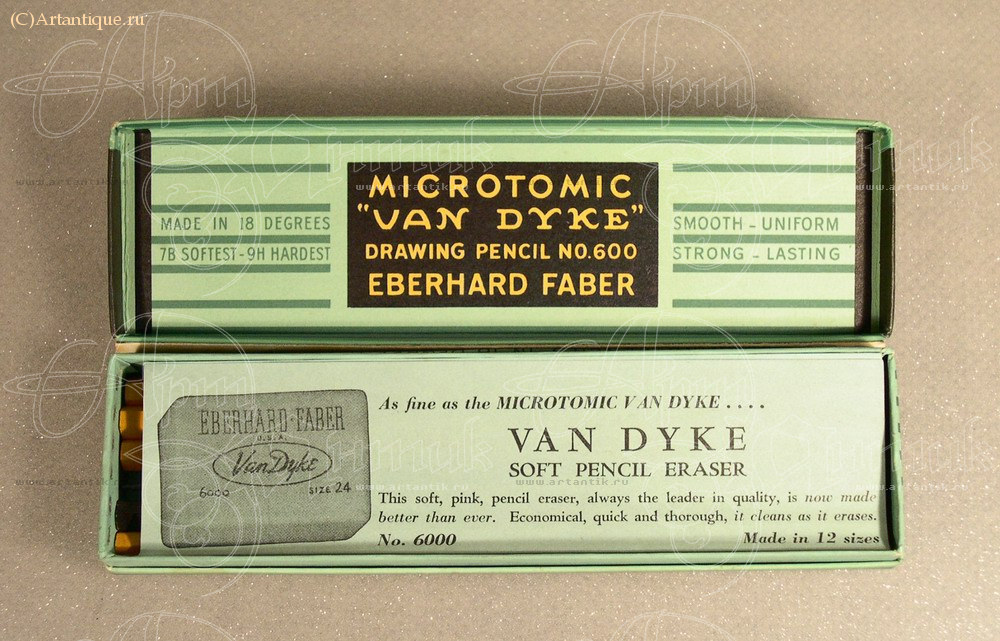 (C)Artantique.ru
MICROTOMIC
"VAN DYKE"
DRAWING PENCIL NO.600
EBERHARD FABER
MADE IN 18 DEGREES
7B SOFTEST-9H HARDEST
SMOOTH - UNIFORM
STRONG - LASTING
EBERHARD FABER
U.S.A.
Van Dyke
6000 SIZE 24
As fine as the MICROTOMIC VAN DYKE ....
VAN DYKE
SOFT PENCIL ERASER
This soft, pink, pencil eraser, always the leader in quality, is now made
better than ever. Economical, quick and thorough, it cleans as it erases.
No. 6000 Made in 12 sizes
www.artantik.ru